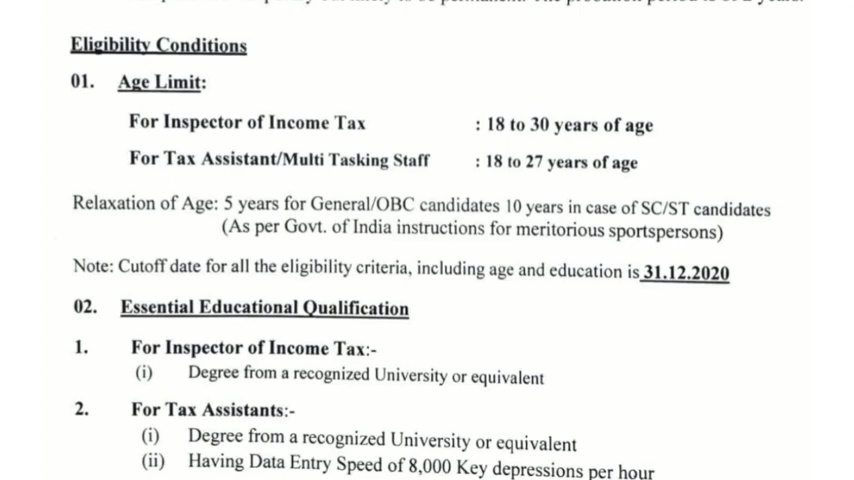 Eligibility Conditions
01. Age Limit:
For Inspector of Income Tax : 18 to 30 years of age
For Tax Assistant/Multi Tasking Staff : 18 to 27 years of age
Relaxation of Age: 5 years for General/OBC candidates 10 years in case of SC/ST candidates
(As per Govt. of India instructions for meritorious sportspersons)
Note: Cutoff date for all the eligibility criteria, including age and education is 31.12.2020
02. Essential Educational Qualification
1. For Inspector of Income Tax:-
(i) Degree from a recognized University or equivalent
2. For Tax Assistants:-
(i) Degree from a recognized University or equivalent
(ii) Having Data Entry Speed of 8,000 Key depressions per hour